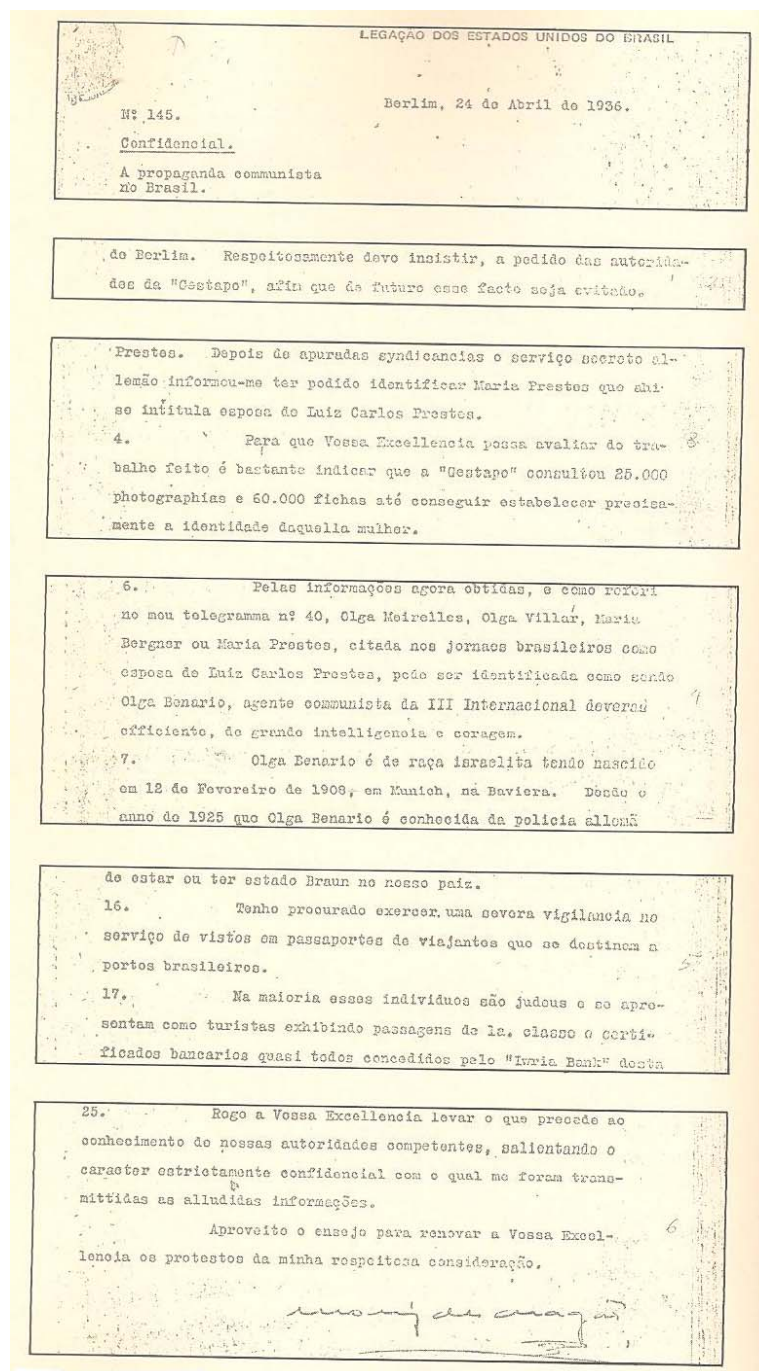 LEGAÇÃO DOS ESTADOS UNIDOS DO BRASIL
Berlim, 24 de Abril de 1936.
Nº 145.
Confidencial.
A propaganda communista
no Brasil.
de Berlim. Respeitosamente devo insistir, a pedido das autorida-
des da "Gestapo", afim que de futuro esse facto seja evitado.
Prestes. Depois de apuradas syndicancias o serviço secreto al-
lemão informou-me ter podido identificar Maria Prestes que ahi
se intitula esposa de Luiz Carlos Prestes.
4. Para que Vossa Excellencia possa avaliar do tra-
balho feito é bastante indicar que a "Gestapo" consultou 25.000
photographias e 60.000 fichas até conseguir estabelecer precisa-
mente a identidade daquella mulher.
6. Pelas informações agora obtidas, e como referi
no meu telegramma nº 40, Olga Meirelles, Olga Villar, Maria
Bergner ou Maria Prestes, citada nos jornaes brasileiros como
esposa de Luiz Carlos Prestes, pode ser identificada como sendo
Olga Benario, agente communista da III Internacional deveras
efficiente, de grande intelligencia e coragem.
7. Olga Benario é de raça israelita tendo nascido
em 12 de Fevereiro de 1908, em Munich, na Baviera. Desde o
anno de 1925 que Olga Benario é conhecida da policia allemã
de estar ou ter estado Braun no nosso paiz.
16. Tenho procurado exercer uma severa vigilancia no
serviço de vistos em passaportes de viajantes que se destinem a
portos brasileiros.
5
17. Na maioria esses individuos são judeus e se apre-
sentam como turistas exhibindo passagens de 1a. classe e certi-
ficados bancarios quasi todos concedidos pelo "Ivria Bank" desta
25. Rogo a Vossa Excellencia levar o que precede ao
conhecimento de nossas autoridades competentes, salientando o
caracter estrictamente confidencial com o qual me foram trans-
mittidas as alludidas informações.
Aproveito o ensejo para renovar a Vossa Excel-
6
lencia os protestos da minha respeitosa consideração.